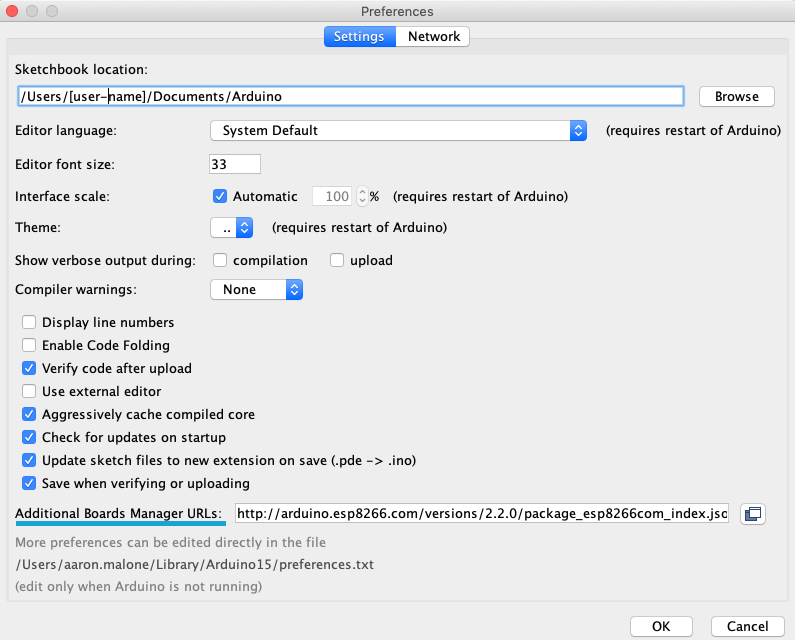 Preferences
Settings Network
Sketchbook location:
/Users/[user-name]/Documents/Arduino Browse
Editor language: System Default (requires restart of Arduino)
Editor font size: 33
Interface scale: Automatic 100 % (requires restart of Arduino)
Theme: .. (requires restart of Arduino)
Show verbose output during: compilation upload
Compiler warnings: None
Display line numbers
Enable Code Folding
Verify code after upload
Use external editor
Aggressively cache compiled core
Check for updates on startup
Update sketch files to new extension on save (.pde -> .ino)
Save when verifying or uploading
Additional Boards Manager URLs: http://arduino.esp8266.com/versions/2.2.0/package_esp8266com_index.jso
More preferences can be edited directly in the file
/Users/aaron.malone/Library/Arduino15/preferences.txt
(edit only when Arduino is not running)
OK Cancel